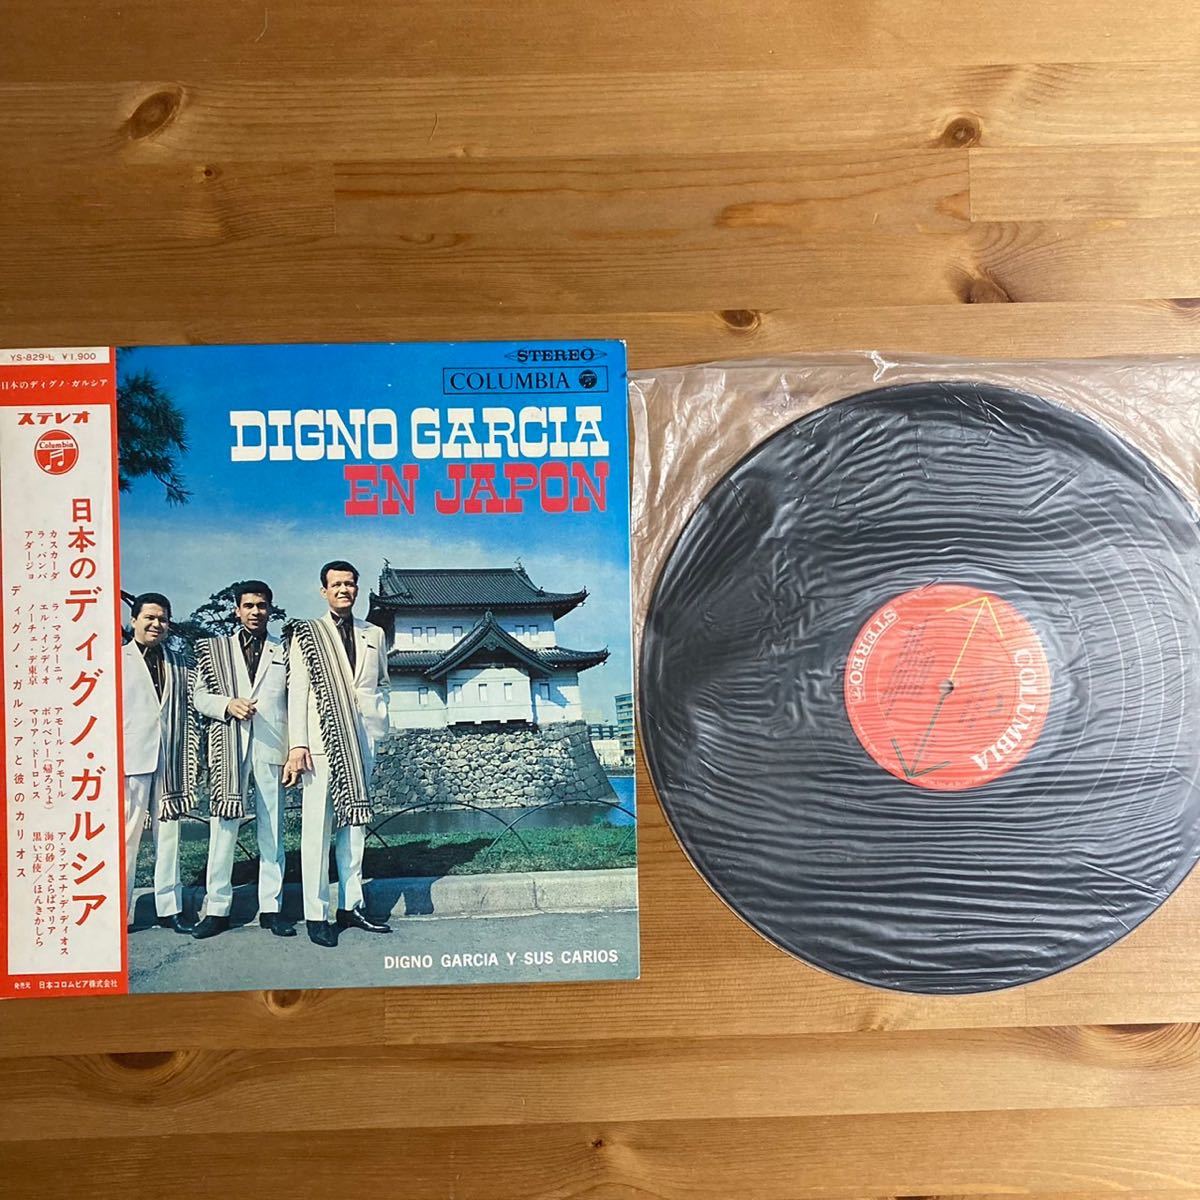 YS-829-L ¥1,900
日本のディグノ・ガルシア
ステレオ
Columbia
日本のディグノ・ガルシア
カスカーダ
ラ・バンバ
アダージョ
ラ・マラゲーニャ
エル・インディオ
ノーチェ・デ東京
アモール・アモール
ボルベレー(帰ろうよ)
マリア・ドーロレス
ア・ラ・ブエナ・デ・ディオス
海の砂/さらばマリア
黒い天使/ほんきかしら
ディグノ・ガルシアと彼のカリオス
発売元 日本コロムビア株式会社
STEREO
COLUMBIA
DIGNO GARCIA
EN JAPON
DIGNO GARCIA Y SUS CARIOS
COLUMBIA
STEREO